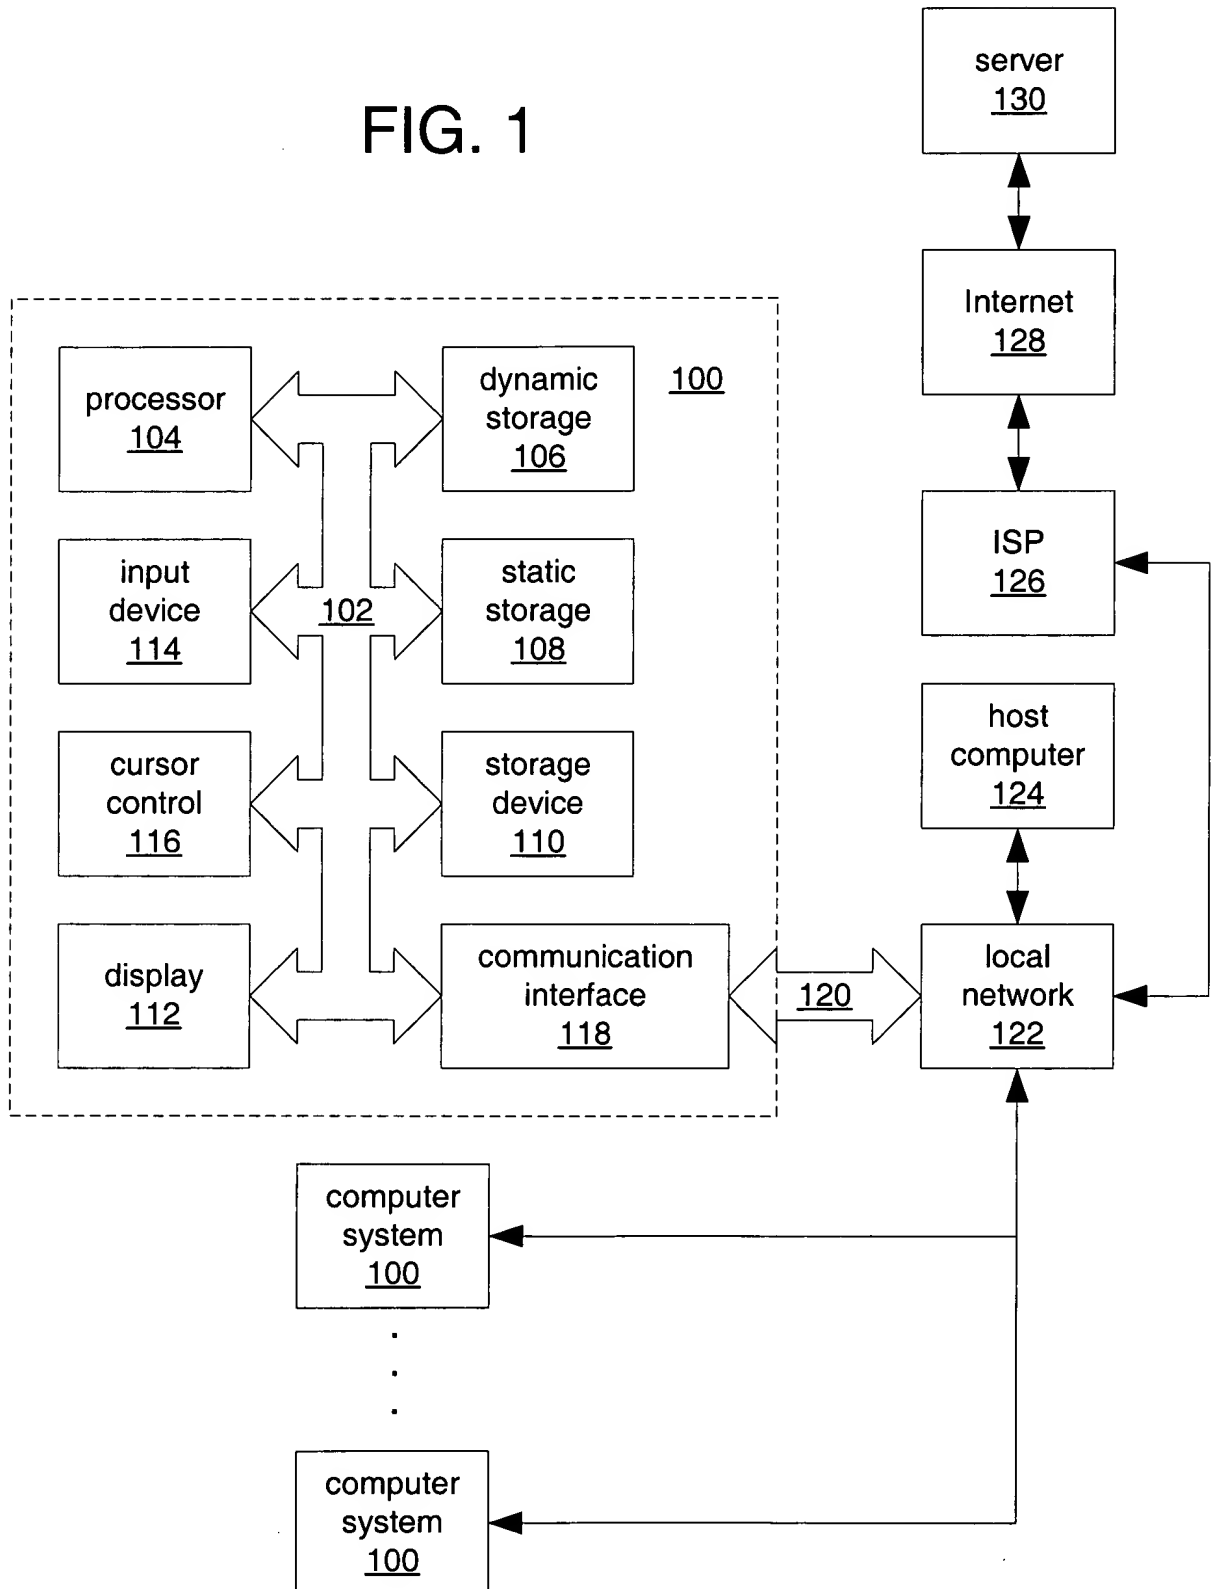 FIG. 1
server
130
Internet
128
ISP
126
host
computer
124
local
network
122
100
processor
104
dynamic
storage
106
input
device
114
102
static
storage
108
cursor
control
116
storage
device
110
display
112
communication
interface
118
120
computer
system
100
.
.
.
computer
system
100